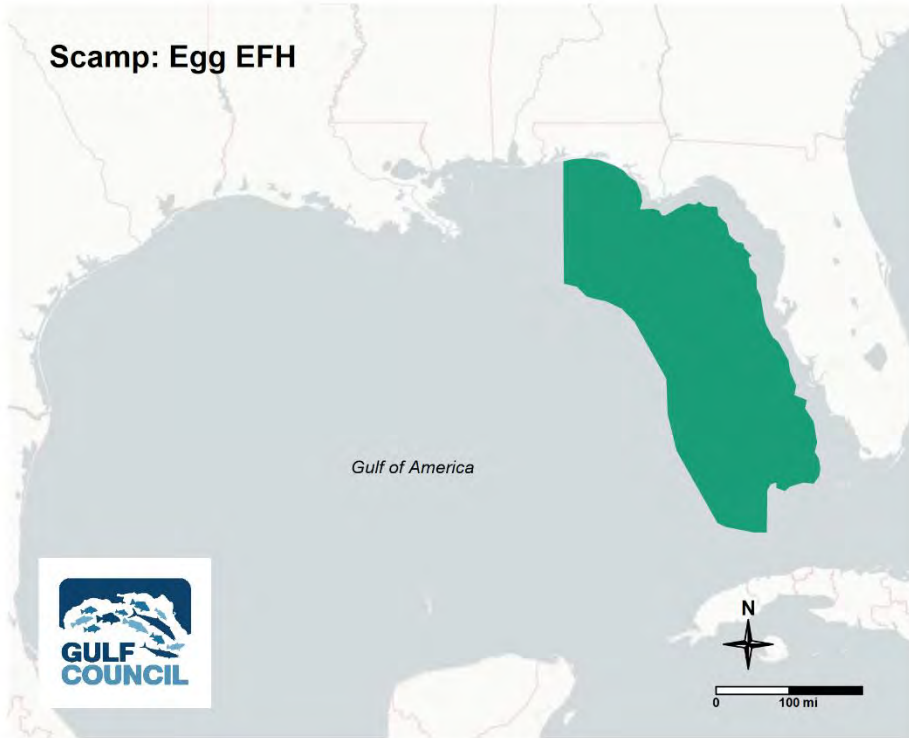 Scamp: Egg EFH
Gulf of America
GULF
COUNCIL
N
0 100 mi